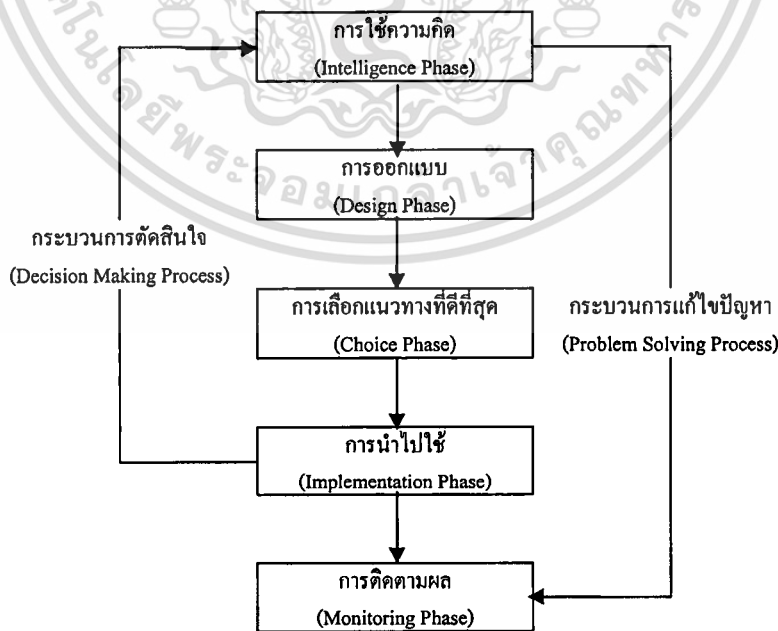 การใช้ความคิด
(Intelligence Phase)
การออกแบบ
(Design Phase)
กระบวนการตัดสินใจ
(Decision Making Process)
การเลือกแนวทางที่ดีที่สุด
(Choice Phase)
กระบวนการแก้ไขปัญหา
(Problem Solving Process)
การนำไปใช้
(Implementation Phase)
การติดตามผล
(Monitoring Phase)